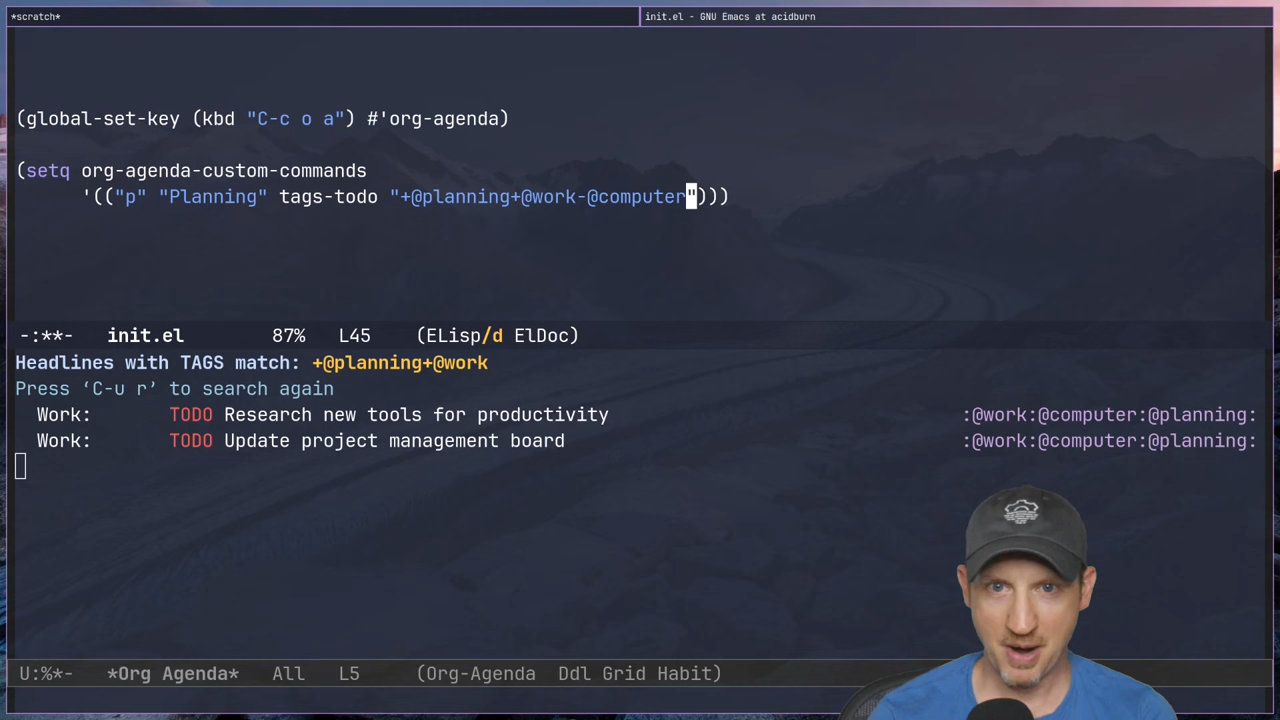 *scratch*
init.el - GNU Emacs at acidburn
(global-set-key (kbd "C-c o a") #'org-agenda)
(setq org-agenda-custom-commands
'(("p" "Planning" tags-todo "+@planning+@work-@computer")))
-:**- init.el 87% L45 (ELisp/d ElDoc)
Headlines with TAGS match: +@planning+@work
Press ‘C-u r’ to search again
Work: TODO Research new tools for productivity :@work:@computer:@planning:
Work: TODO Update project management board :@work:@computer:@planning:
U:%*- *Org Agenda* All L5 (Org-Agenda Ddl Grid Habit)